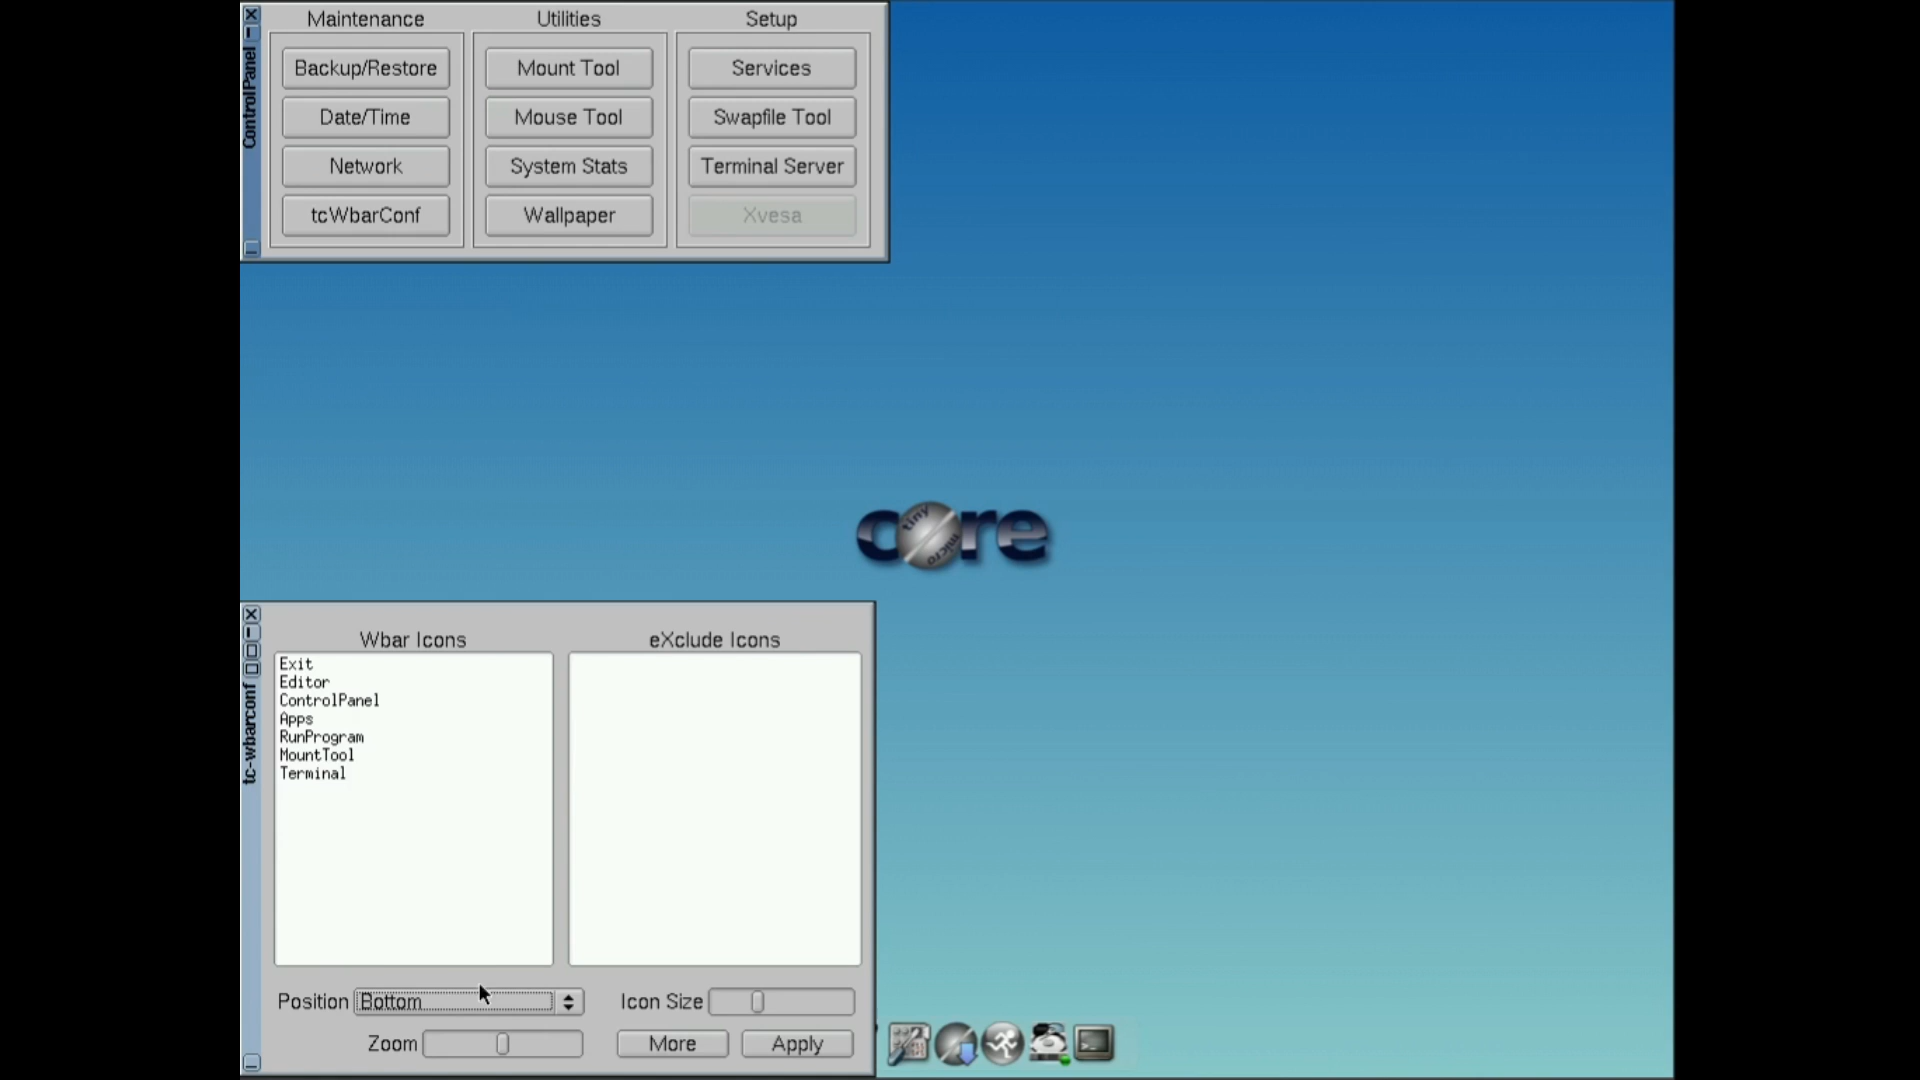 ControlPanel
Maintenance
Utilities
Setup
Backup/Restore
Mount Tool
Services
Date/Time
Mouse Tool
Swapfile Tool
Network
System Stats
Terminal Server
tcWbarConf
Wallpaper
Xvesa
core
tiny
micro
tc-wbarconf
Wbar Icons
eXclude Icons
Exit
Editor
ControlPanel
Apps
RunProgram
MountTool
Terminal
Position Bottom
Icon Size
Zoom
More
Apply